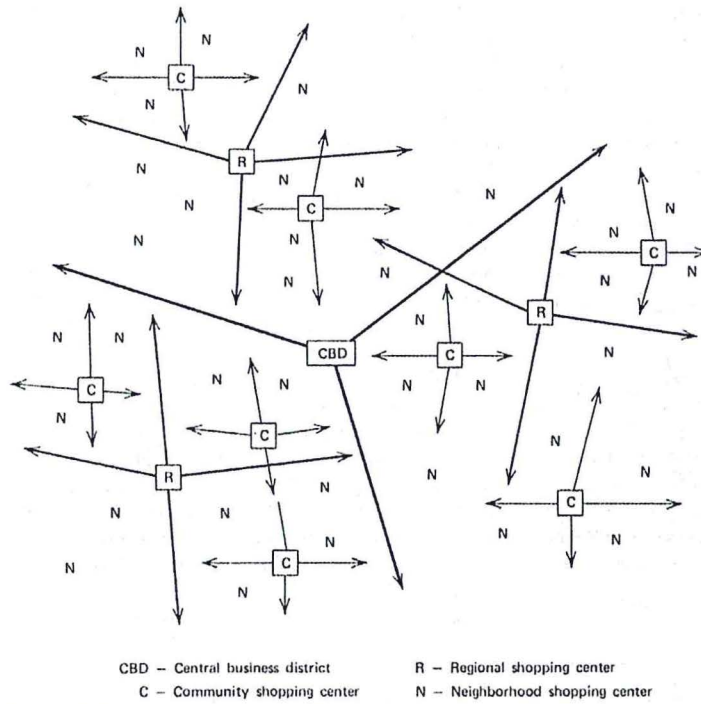 N
N
C
N
N
N
R
N
N
N
N
N
C
N
N
N
N
N
N
C
N
N
N
R
CBD
N
N
N
C
N
N
N
N
C
N
N
C
N
N
N
R
N
N
N
N
C
N
N
N
N
C
N
N
CBD – Central business district R – Regional shopping center
C – Community shopping center N – Neighborhood shopping center